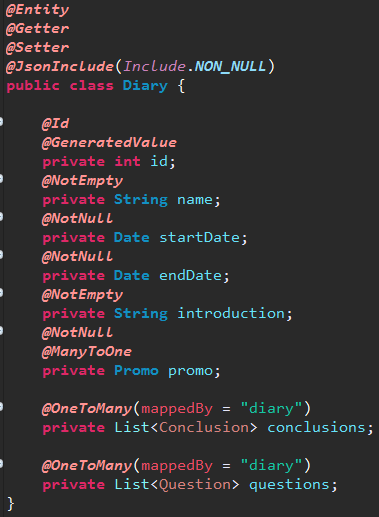 @Entity
@Getter
@Setter
@JsonInclude(Include.NON_NULL)
public class Diary {
@Id
@GeneratedValue
private int id;
@NotEmpty
private String name;
@NotNull
private Date startDate;
@NotNull
private Date endDate;
@NotEmpty
private String introduction;
@NotNull
@ManyToOne
private Promo promo;
@OneToMany(mappedBy = "diary")
private List<Conclusion> conclusions;
@OneToMany(mappedBy = "diary")
private List<Question> questions;
}